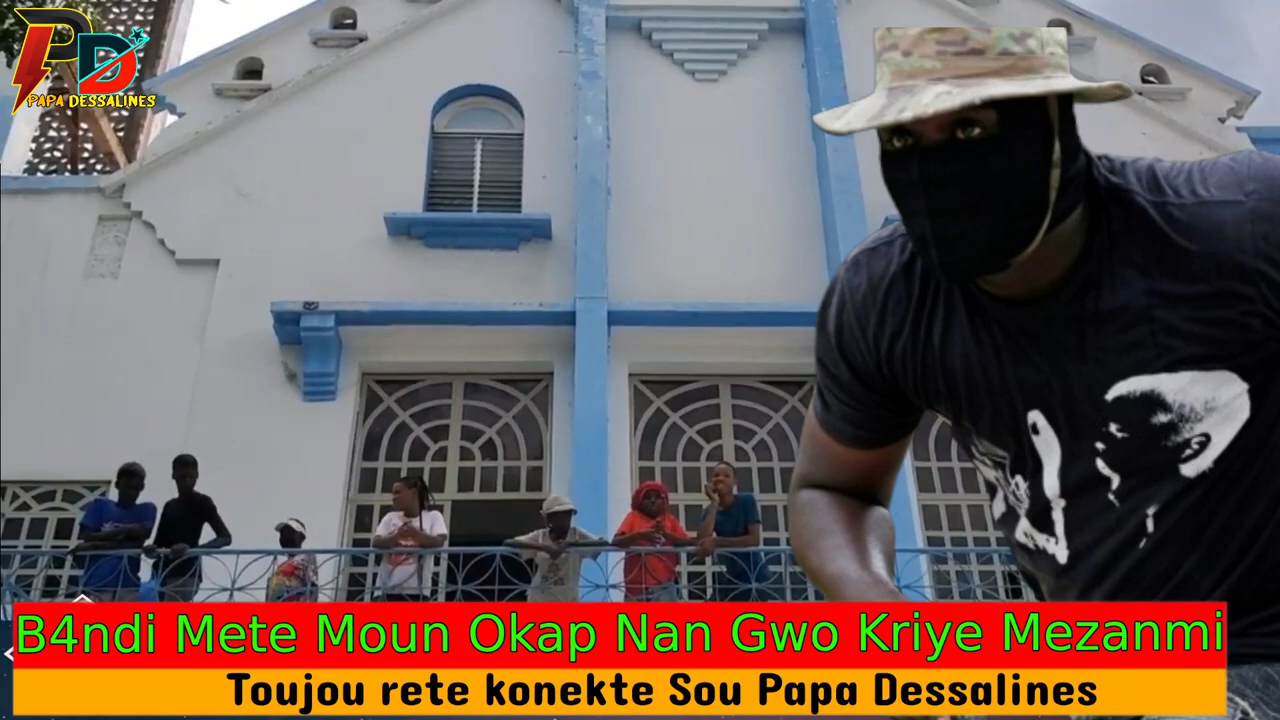 PD
PAPA DESSALINES
B4ndi Mete Moun Okap Nan Gwo Kriye Mezanmi
Toujou rete konekte Sou Papa Dessalines